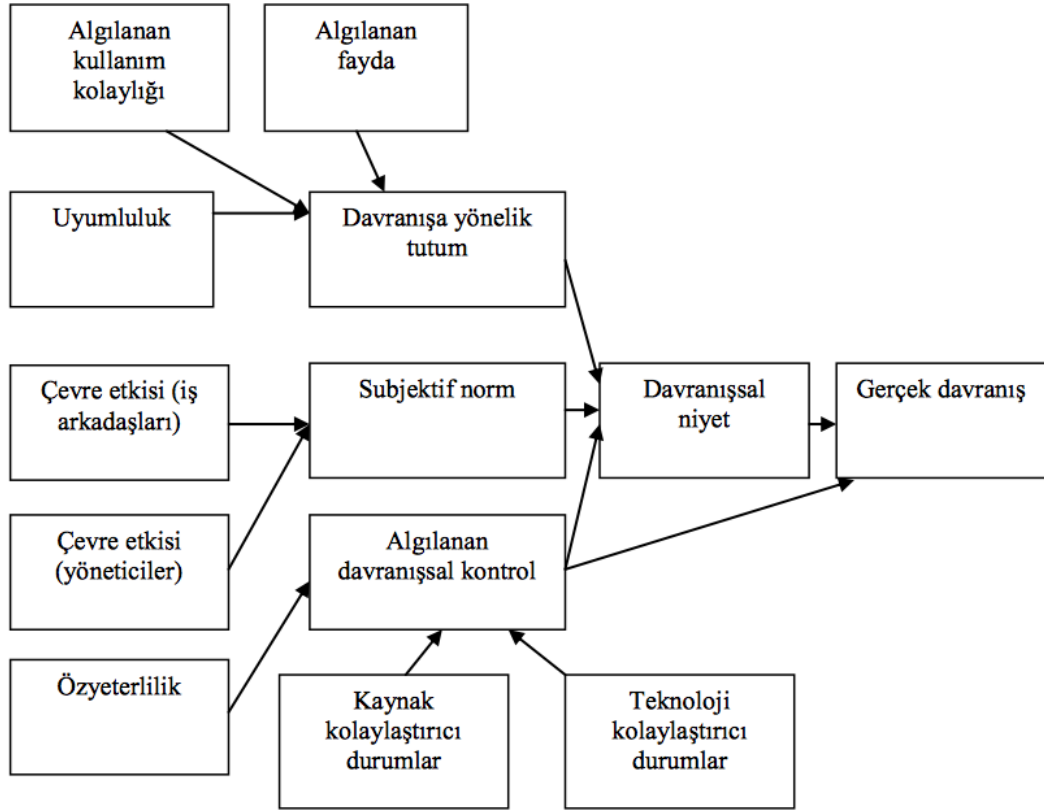 Algılanan
kullanım
kolaylığı
Algılanan
fayda
Uyumluluk
Davranışa yönelik
tutum
Çevre etkisi (iş
arkadaşları)
Subjektif norm
Davranışsal
niyet
Gerçek davranış
Çevre etkisi
(yöneticiler)
Algılanan
davranışsal kontrol
Özyeterlilik
Kaynak
kolaylaştırıcı
durumlar
Teknoloji
kolaylaştırıcı
durumlar